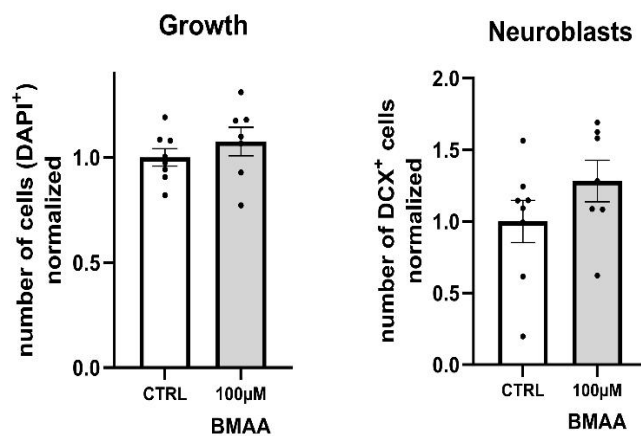 Growth
number of cells (DAPI⁺)
normalized
1.0
0.5
0.0
CTRL
100µM
BMAA
Neuroblasts
number of DCX⁺ cells
normalized
2.0
1.5
1.0
0.5
0.0
CTRL
100µM
BMAA